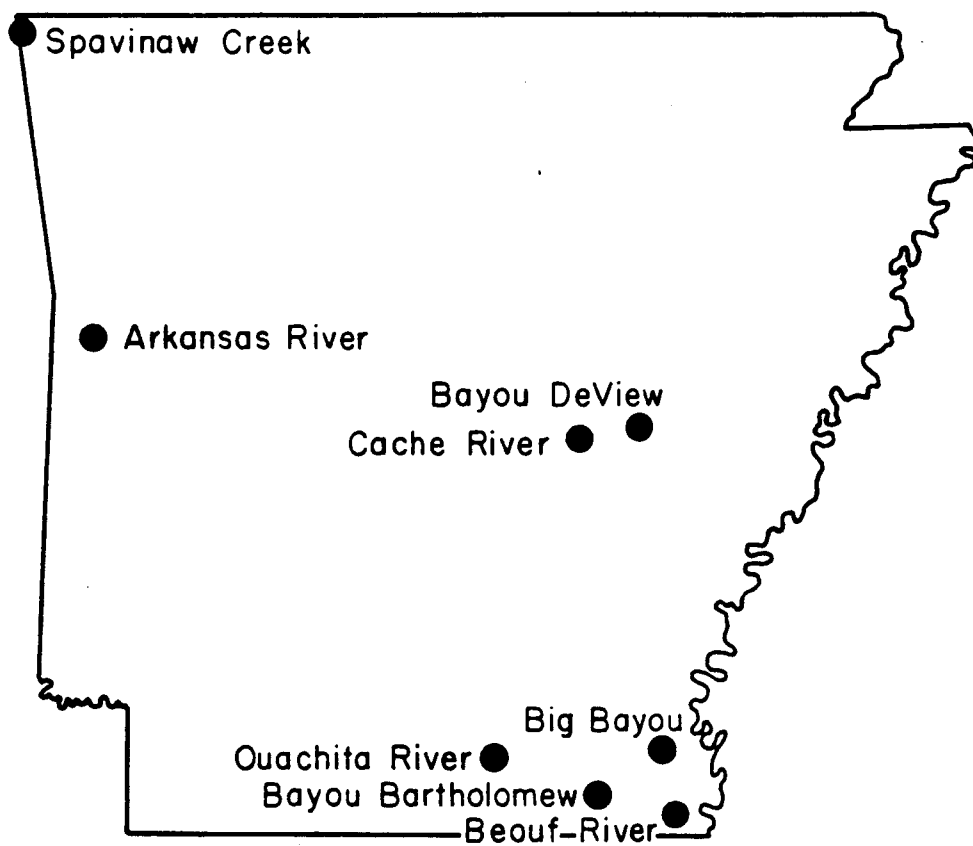 Spavinaw Creek
Arkansas River
Bayou DeView
Cache River
Big Bayou
Ouachita River
Bayou Bartholomew
Beouf River